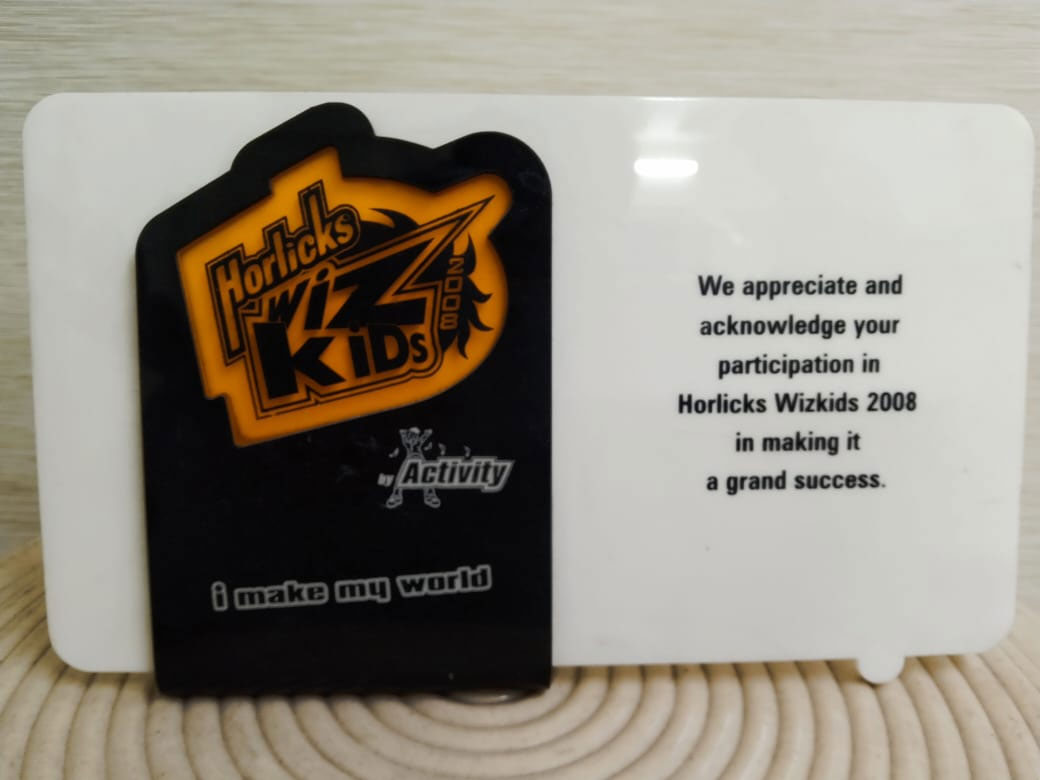 Horlicks
Wiz
KiDs
2008
by Activity
i make my world
We appreciate and
acknowledge your
participation in
Horlicks Wizkids 2008
in making it
a grand success.